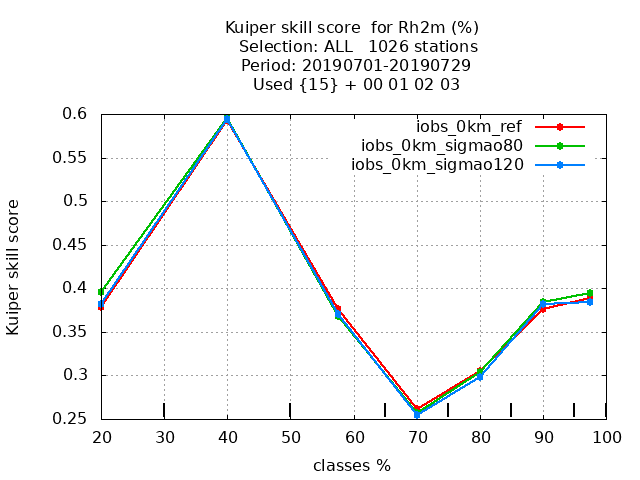 Kuiper skill score  for Rh2m (%)
Selection: ALL   1026 stations
Period: 20190701-20190729
Used {15} + 00 01 02 03
iobs_0km_ref
iobs_0km_sigmao80
iobs_0km_sigmao120
Kuiper skill score
0.6
0.55
0.5
0.45
0.4
0.35
0.3
0.25
20 30 40 50 60 70 80 90 100
classes %